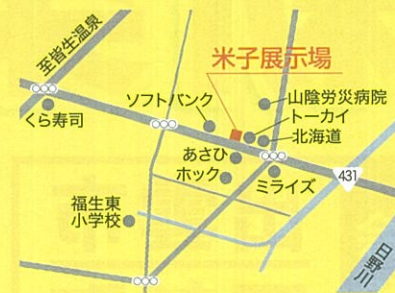 至皆生温泉
米子展示場
ソフトバンク
山陰労災病院
トーカイ
北海道
くら寿司
あさひ
ホック
ミライズ
431
福生東
小学校
日野川